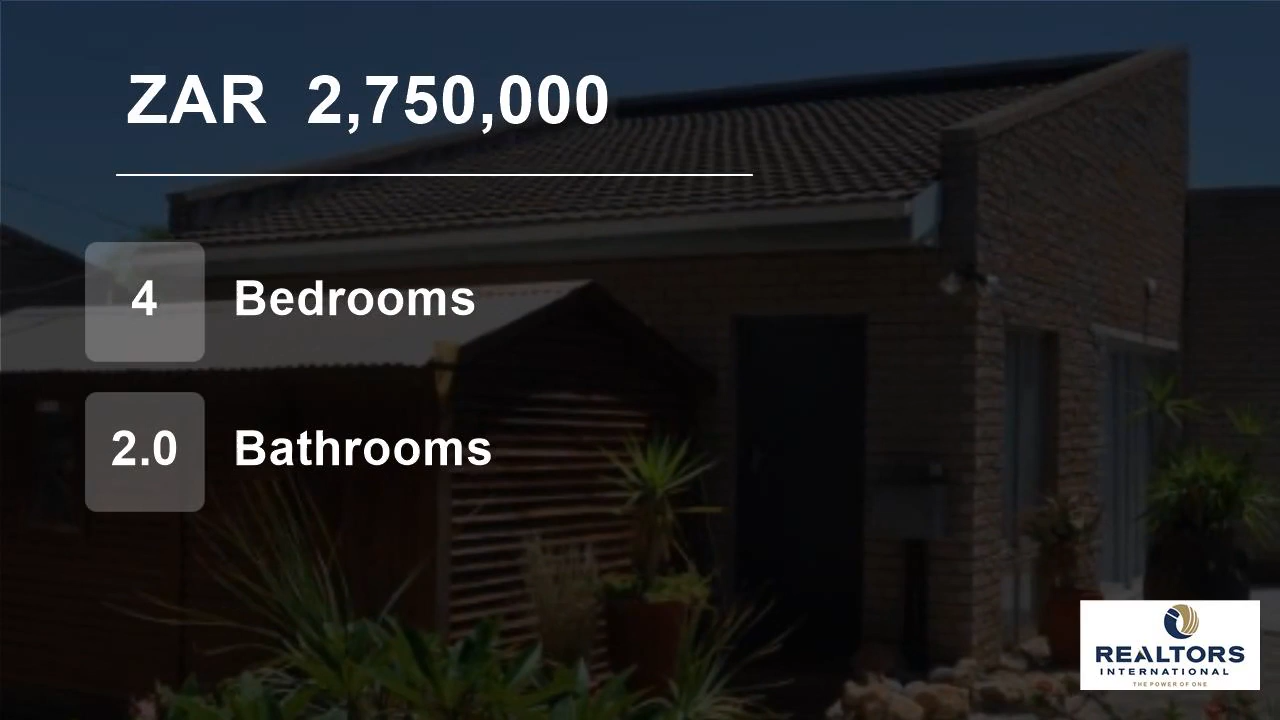 ZAR 2,750,000
4 Bedrooms
2.0 Bathrooms
REALTORS
INTERNATIONAL
THE POWER OF ONE